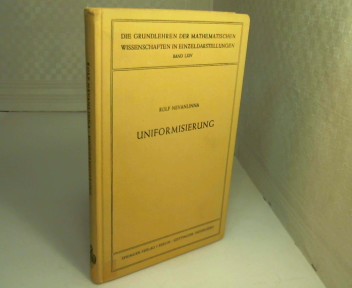 DIE GRUNDLEHREN DER MATHEMATISCHEN
WISSENSCHAFTEN IN EINZELDARSTELLUNGEN
BAND LXIV
ROLF NEVANLINNA
UNIFORMISIERUNG